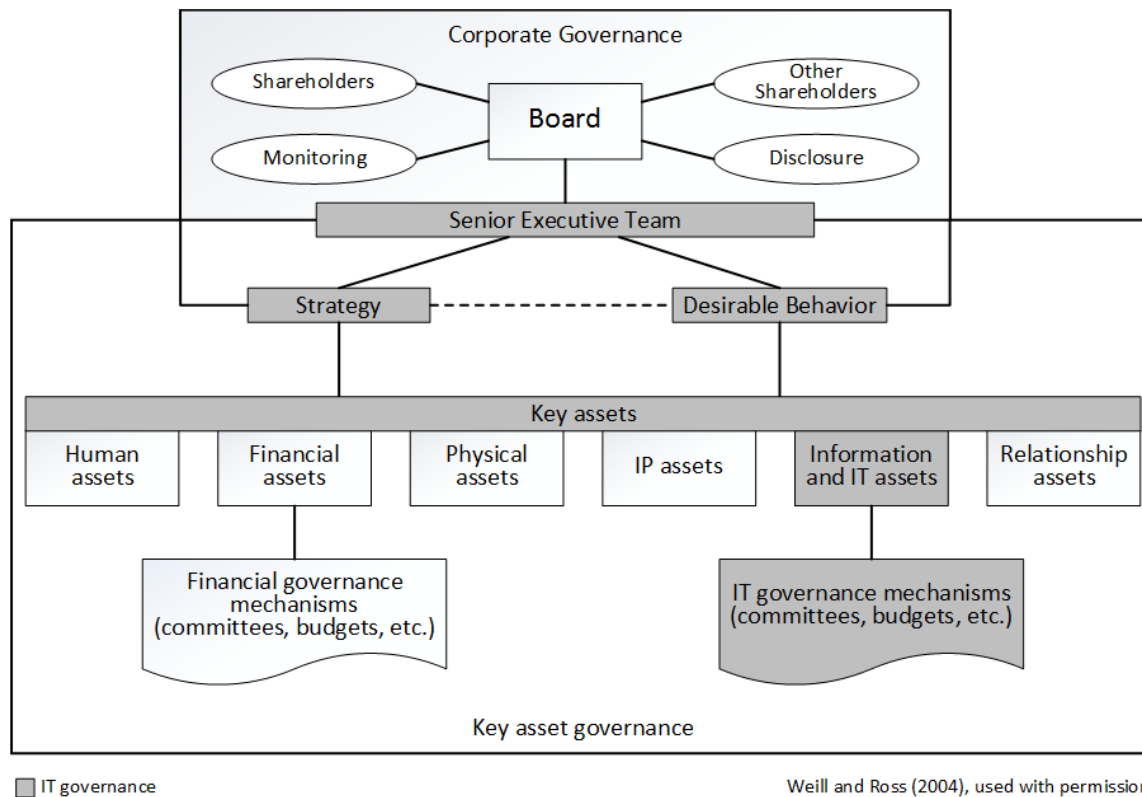 Corporate Governance
Shareholders
Other
Shareholders
Board
Monitoring
Disclosure
Senior Executive Team
Strategy
Desirable Behavior
Key assets
Human
assets
Financial
assets
Physical
assets
IP assets
Information
and IT assets
Relationship
assets
Financial governance
mechanisms
(committees, budgets, etc.)
IT governance mechanisms
(committees, budgets, etc.)
Key asset governance
IT governance
Weill and Ross (2004), used with permission